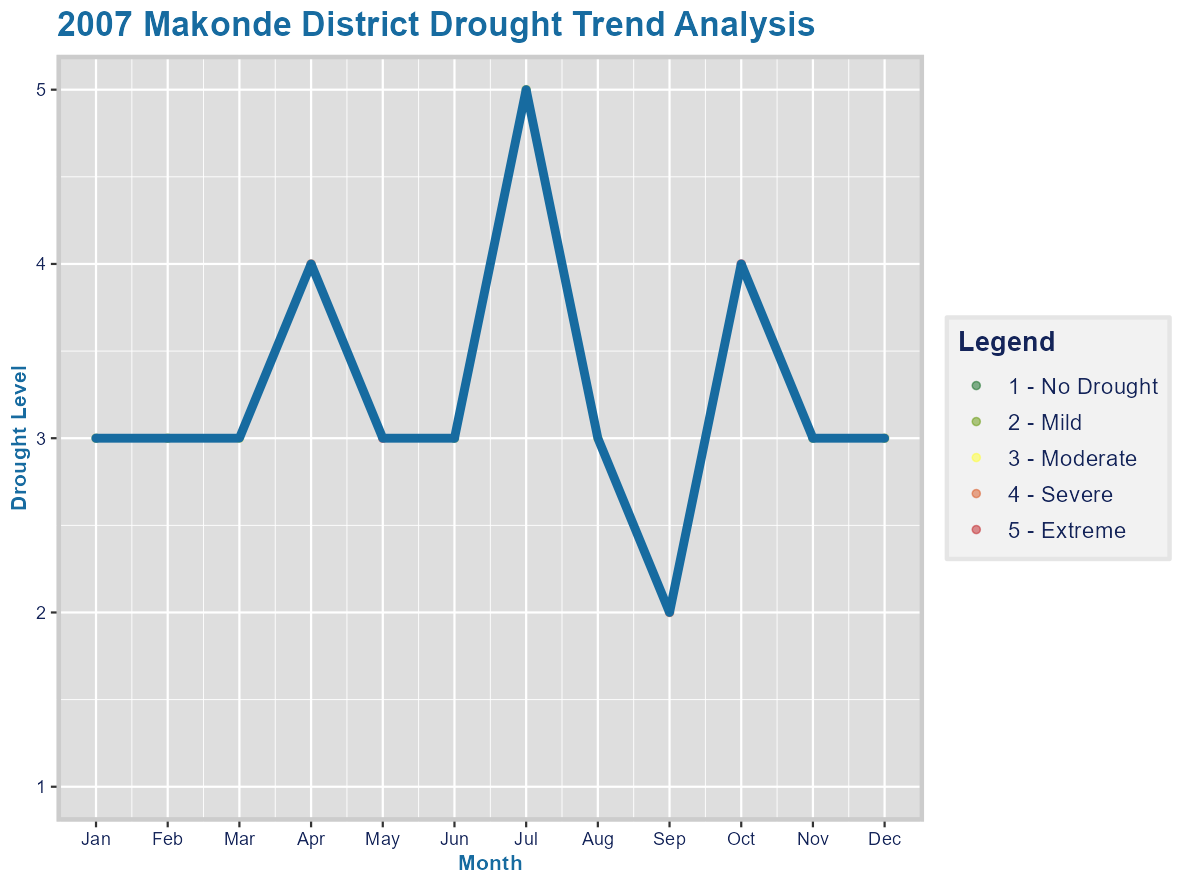 2007 Makonde District Drought Trend Analysis
Drought Level
5
4
3
2
1
Jan Feb Mar Apr May Jun Jul Aug Sep Oct Nov Dec
Month
Legend
1 - No Drought
2 - Mild
3 - Moderate
4 - Severe
5 - Extreme